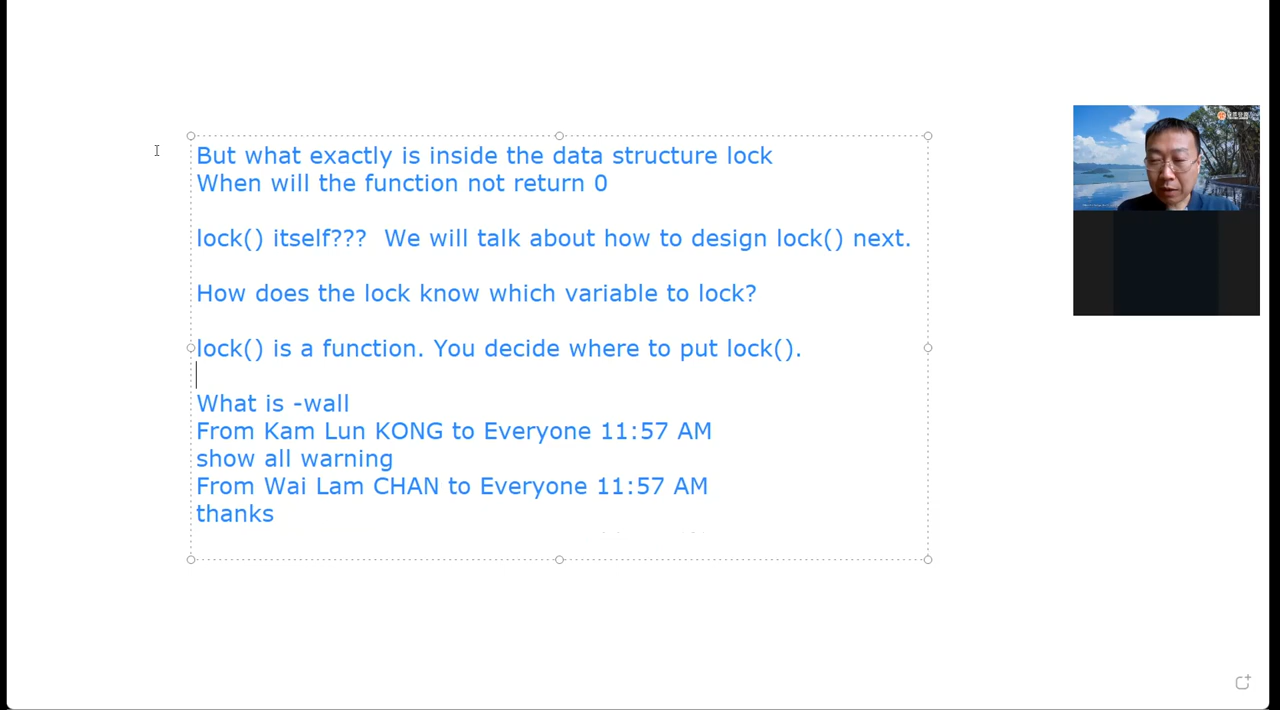 But what exactly is inside the data structure lock
When will the function not return 0
lock() itself???  We will talk about how to design lock() next.
How does the lock know which variable to lock?
lock() is a function. You decide where to put lock().
What is -wall
From Kam Lun KONG to Everyone 11:57 AM
show all warning
From Wai Lam CHAN to Everyone 11:57 AM
thanks